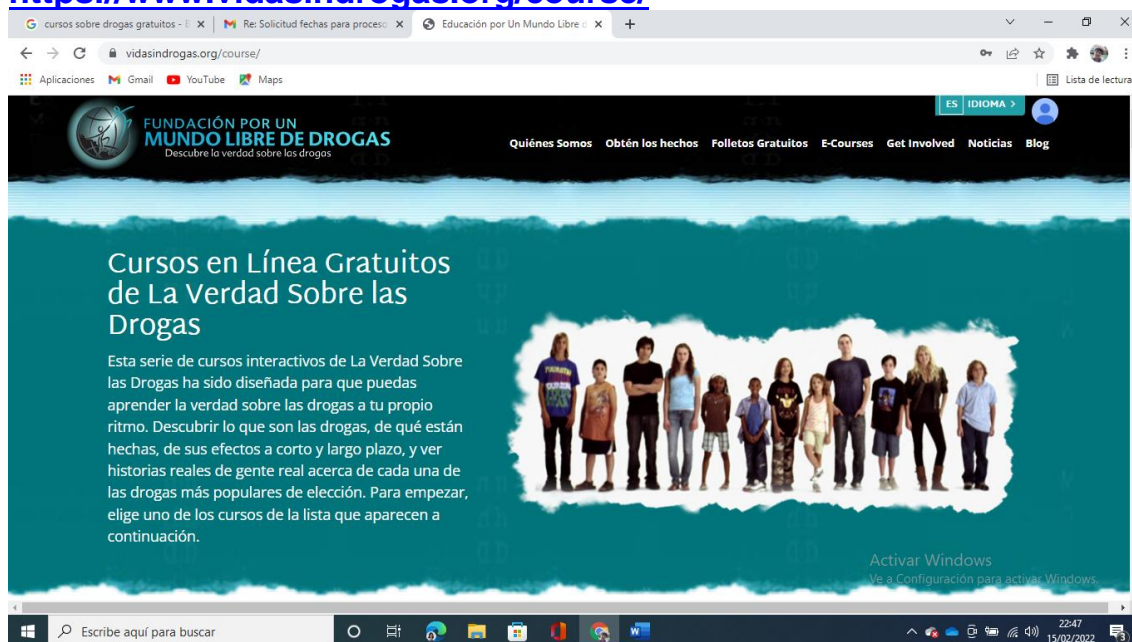 https://www.vidasindrogas.org/course/
cursos sobre drogas gratuitos - E
Re: Solicitud fechas para proceso
Educación por Un Mundo Libre d
vidasindrogas.org/course/
Aplicaciones
Gmail
YouTube
Maps
Lista de lectura
ES IDIOMA >
FUNDACIÓN POR UN
MUNDO LIBRE DE DROGAS
Descubre la verdad sobre las drogas
Quiénes Somos Obtén los hechos Folletos Gratuitos E-Courses Get Involved Noticias Blog
Cursos en Línea Gratuitos
de La Verdad Sobre las
Drogas
Esta serie de cursos interactivos de La Verdad Sobre
las Drogas ha sido diseñada para que puedas
aprender la verdad sobre las drogas a tu propio
ritmo. Descubrir lo que son las drogas, de qué están
hechas, de sus efectos a corto y largo plazo, y ver
historias reales de gente real acerca de cada una de
las drogas más populares de elección. Para empezar,
elige uno de los cursos de la lista que aparecen a
continuación.
Activar Windows
Ve a Configuración para activar Windows.
Escribe aquí para buscar
22:47
15/02/2022